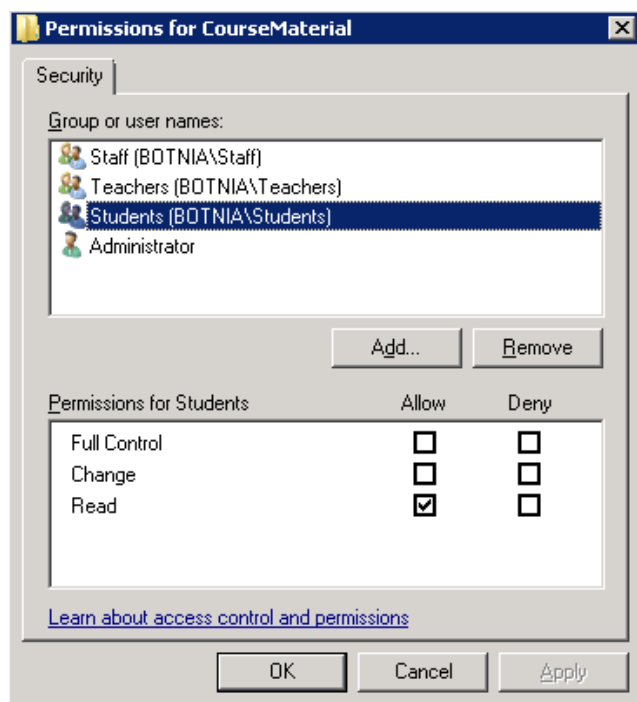 Permissions for CourseMaterial
Security
Group or user names:
Staff (BOTNIA\Staff)
Teachers (BOTNIA\Teachers)
Students (BOTNIA\Students)
Administrator
Add... Remove
Permissions for Students Allow Deny
Full Control
Change
Read
Learn about access control and permissions
OK Cancel Apply